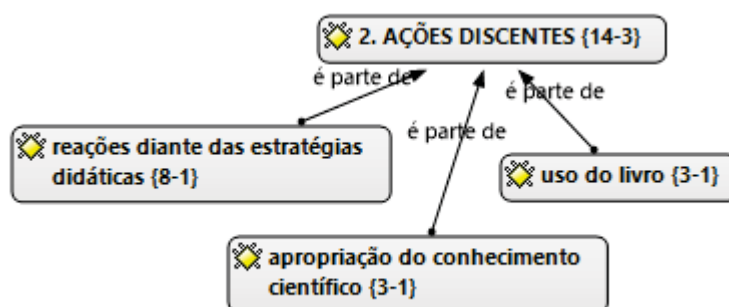 2. AÇÕES DISCENTES {14-3}
é parte de
é parte de
é parte de
reações diante das estratégias
didáticas {8-1}
uso do livro {3-1}
apropriação do conhecimento
científico {3-1}